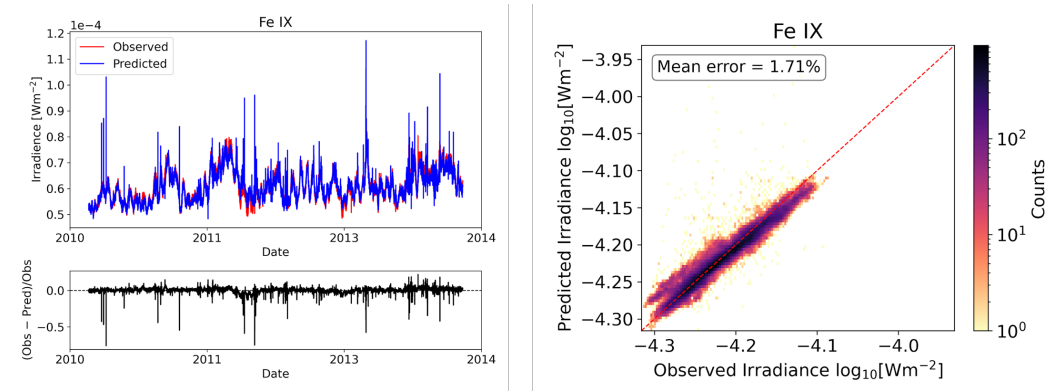 Fe IX
1e−4
1.2
1.1
1.0
0.9
0.8
0.7
0.6
0.5
Irradience [Wm⁻²]
Observed
Predicted
2010
2011
2013
2014
Date
0.0
−0.5
(Obs − Pred)/Obs
2010
2011
2013
2014
Date
Fe IX
Mean error = 1.71%
−3.95
−4.00
−4.05
−4.10
−4.15
−4.20
−4.25
−4.30
Predicted Irradiance log₁₀[Wm⁻²]
−4.3
−4.2
−4.1
−4.0
Observed Irradiance log₁₀[Wm⁻²]
10²
10¹
10⁰
Counts